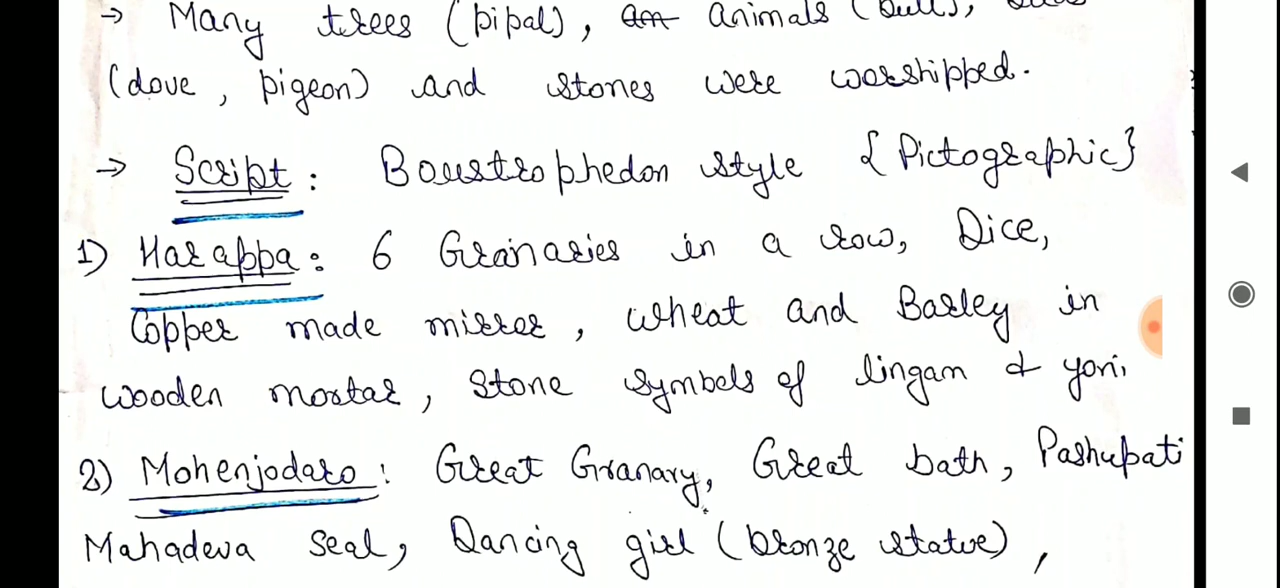 → Many trees (pipal), an animals (bulls),
(dove, pigeon) and stones were worshipped.
→ Script: Boustrophedon style {Pictographic}
1) Harappa: 6 Granaries in a row, Dice,
Copper made mirror, wheat and Barley in
wooden mortar, Stone symbols of lingam & yoni,
2) Mohenjodaro: Great Granary, Great bath, Pashupati
Mahadeva seal, Dancing girl (bronze statue),